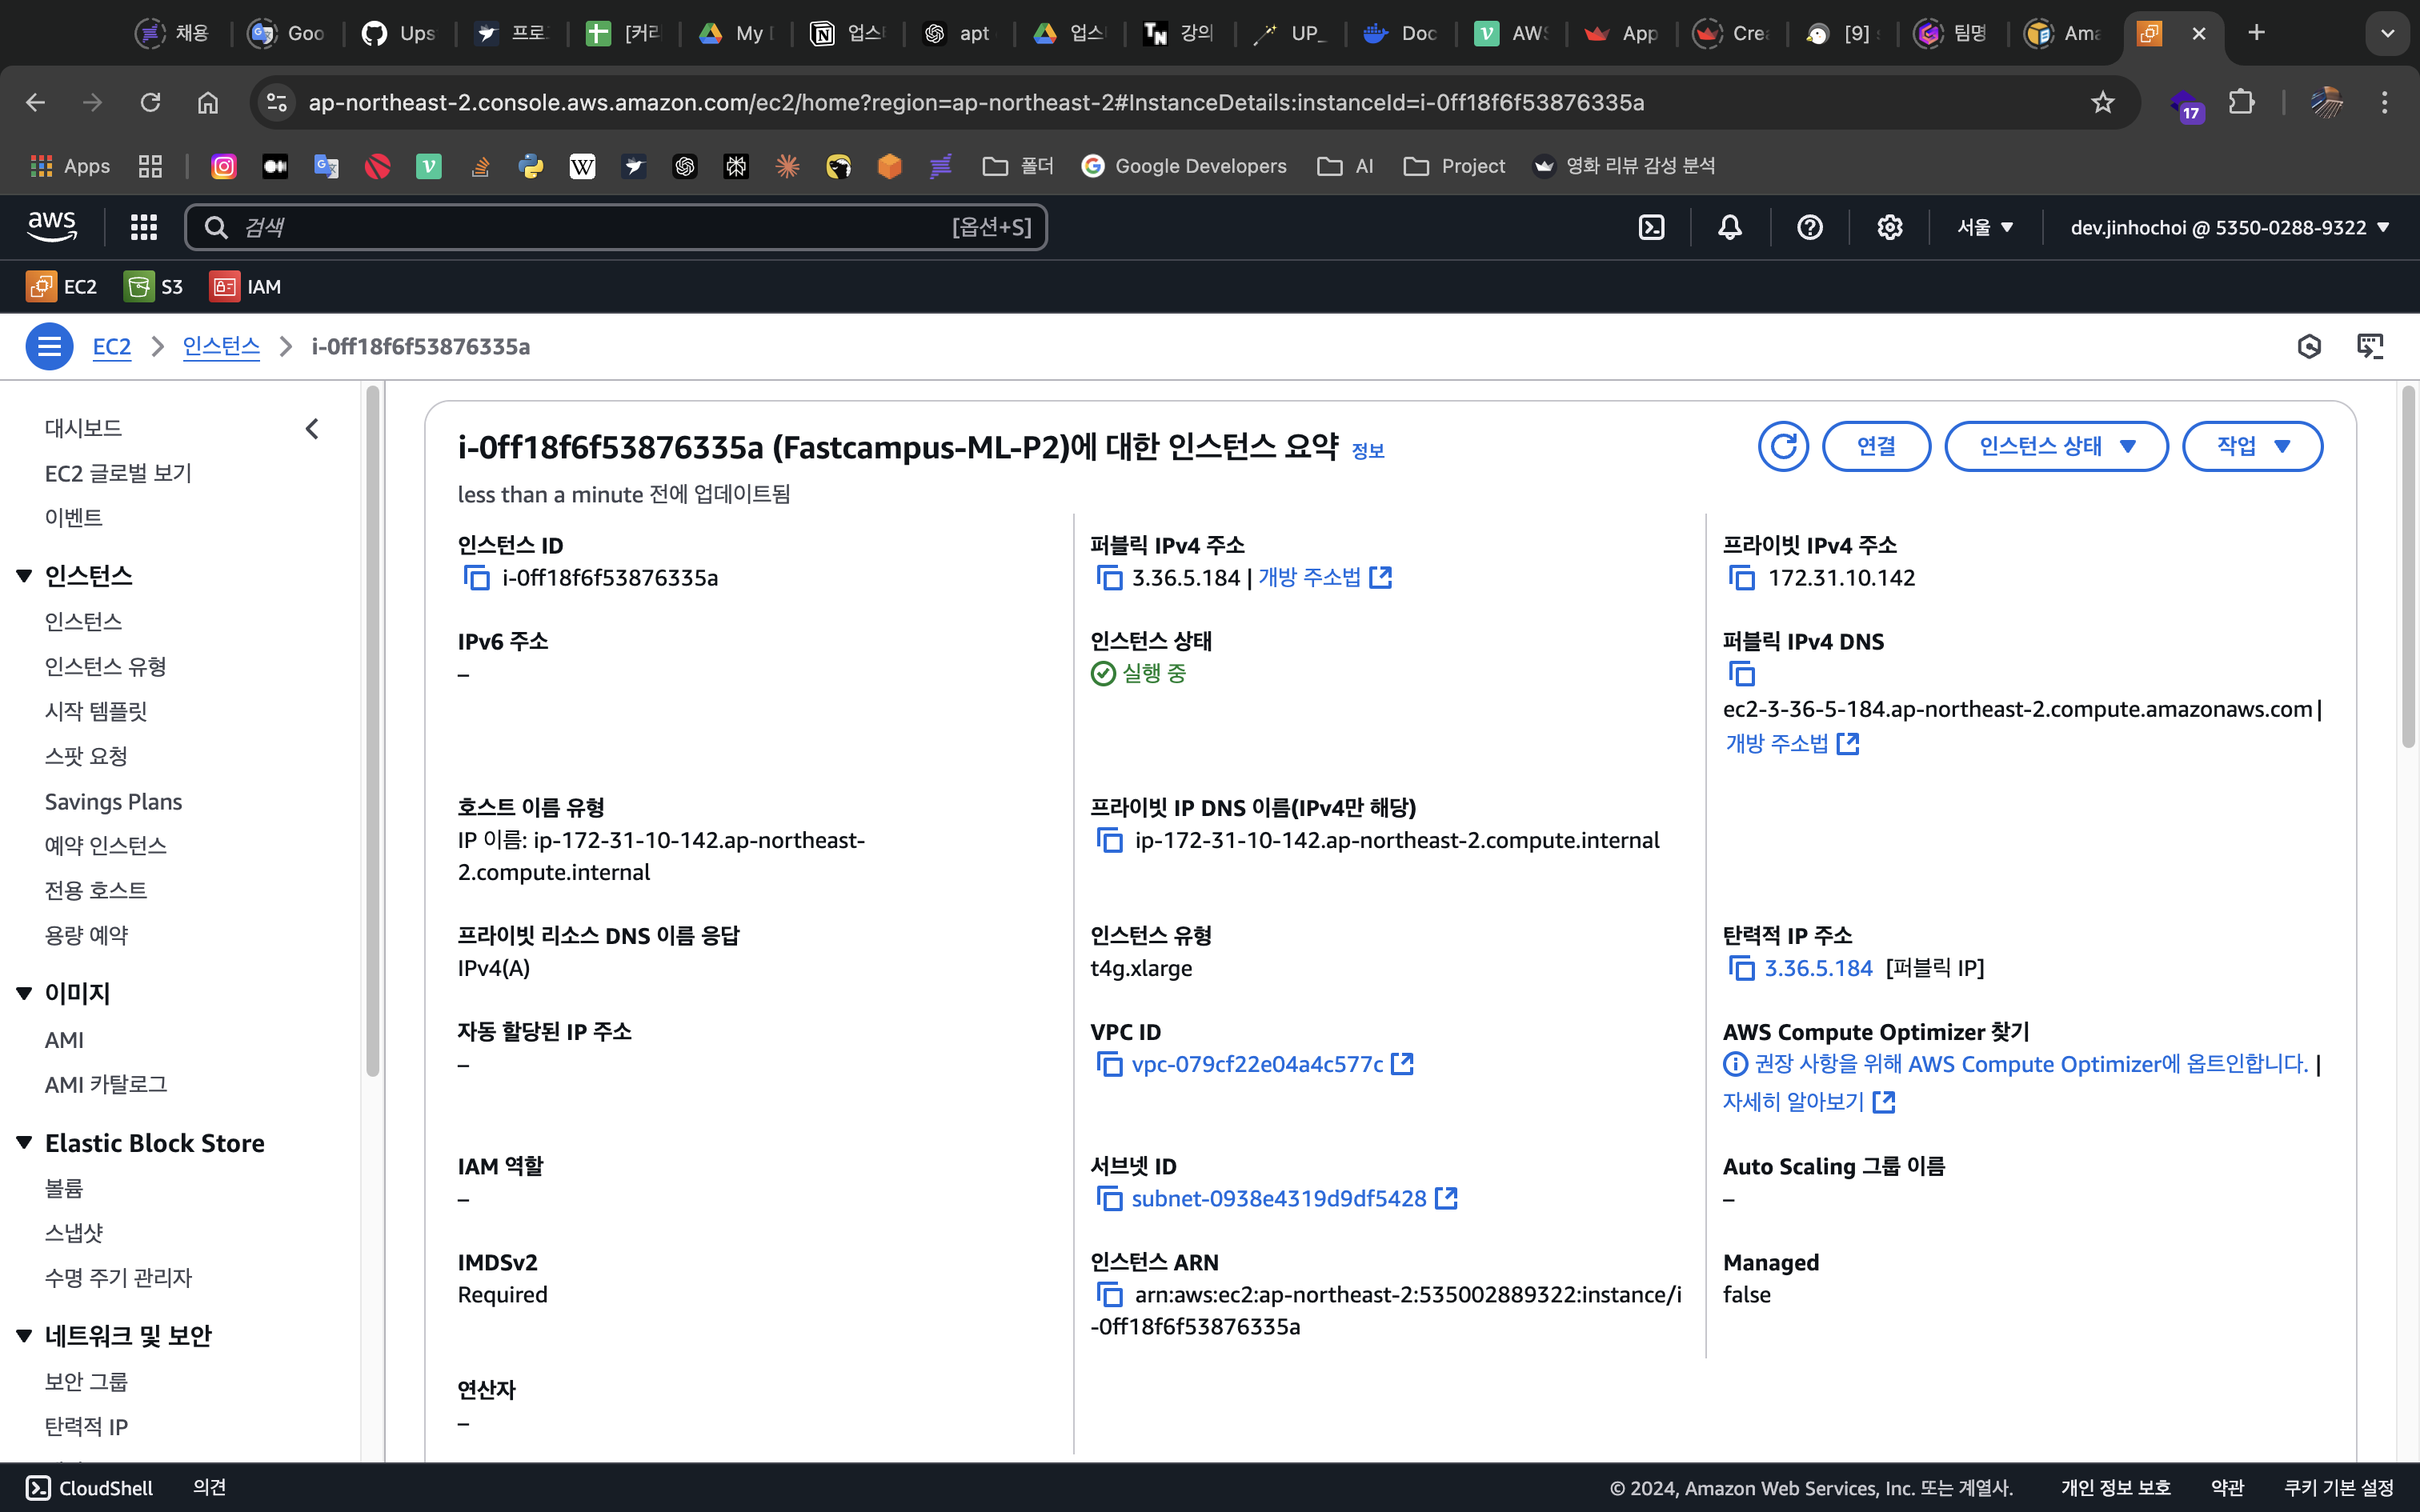 채용
Goo
Ups
프로
[커리
My
업스
apt
업스
강의
UP_
Doc
AWS
App
Crea
[9]
팀명
Ama
ap-northeast-2.console.aws.amazon.com/ec2/home?region=ap-northeast-2#InstanceDetails:instanceId=i-0ff18f6f53876335a
17
Apps
폴더
Google Developers
AI
Project
영화 리뷰 감성 분석
aws
검색
[옵션+S]
서울
dev.jinhochoi @ 5350-0288-9322
EC2
S3
IAM
EC2
인스턴스
i-0ff18f6f53876335a
대시보드
EC2 글로벌 보기
이벤트
인스턴스
인스턴스
인스턴스 유형
시작 템플릿
스팟 요청
Savings Plans
예약 인스턴스
전용 호스트
용량 예약
이미지
AMI
AMI 카탈로그
Elastic Block Store
볼륨
스냅샷
수명 주기 관리자
네트워크 및 보안
보안 그룹
탄력적 IP
i-0ff18f6f53876335a (Fastcampus-ML-P2)에 대한 인스턴스 요약 정보
연결
인스턴스 상태
작업
less than a minute 전에 업데이트됨
인스턴스 ID
i-0ff18f6f53876335a
퍼블릭 IPv4 주소
3.36.5.184 | 개방 주소법
프라이빗 IPv4 주소
172.31.10.142
IPv6 주소
–
인스턴스 상태
실행 중
퍼블릭 IPv4 DNS
ec2-3-36-5-184.ap-northeast-2.compute.amazonaws.com |
개방 주소법
호스트 이름 유형
IP 이름: ip-172-31-10-142.ap-northeast-
2.compute.internal
프라이빗 IP DNS 이름(IPv4만 해당)
ip-172-31-10-142.ap-northeast-2.compute.internal
프라이빗 리소스 DNS 이름 응답
IPv4(A)
인스턴스 유형
t4g.xlarge
탄력적 IP 주소
3.36.5.184 [퍼블릭 IP]
자동 할당된 IP 주소
–
VPC ID
vpc-079cf22e04a4c577c
AWS Compute Optimizer 찾기
권장 사항을 위해 AWS Compute Optimizer에 옵트인합니다. |
자세히 알아보기
IAM 역할
–
서브넷 ID
subnet-0938e4319d9df5428
Auto Scaling 그룹 이름
–
IMDSv2
Required
인스턴스 ARN
arn:aws:ec2:ap-northeast-2:535002889322:instance/i
-0ff18f6f53876335a
Managed
false
연산자
–
CloudShell
의견
© 2024, Amazon Web Services, Inc. 또는 계열사.
개인 정보 보호
약관
쿠키 기본 설정